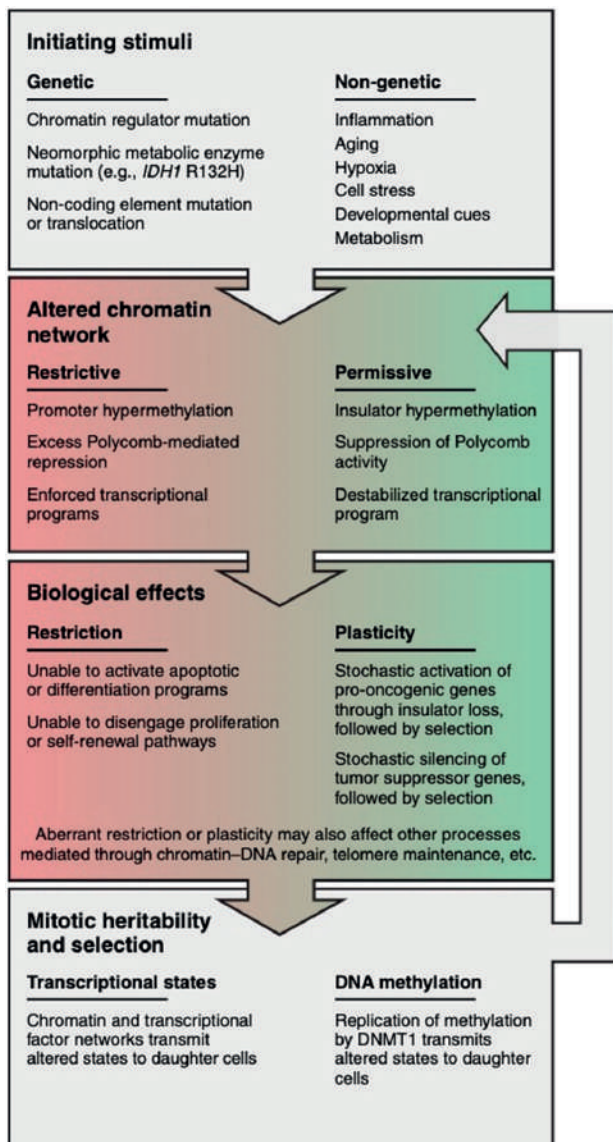 Initiating stimuli
Genetic
Chromatin regulator mutation
Neomorphic metabolic enzyme
mutation (e.g., IDH1 R132H)
Non-coding element mutation
or translocation
Non-genetic
Inflammation
Aging
Hypoxia
Cell stress
Developmental cues
Metabolism
Altered chromatin
network
Restrictive
Promoter hypermethylation
Excess Polycomb-mediated
repression
Enforced transcriptional
programs
Permissive
Insulator hypermethylation
Suppression of Polycomb
activity
Destabilized transcriptional
program
Biological effects
Restriction
Unable to activate apoptotic
or differentiation programs
Unable to disengage proliferation
or self-renewal pathways
Plasticity
Stochastic activation of
pro-oncogenic genes
through insulator loss,
followed by selection
Stochastic silencing of
tumor suppressor genes,
followed by selection
Aberrant restriction or plasticity may also affect other processes
mediated through chromatin–DNA repair, telomere maintenance, etc.
Mitotic heritability
and selection
Transcriptional states
Chromatin and transcriptional
factor networks transmit
altered states to daughter cells
DNA methylation
Replication of methylation
by DNMT1 transmits
altered states to daughter
cells